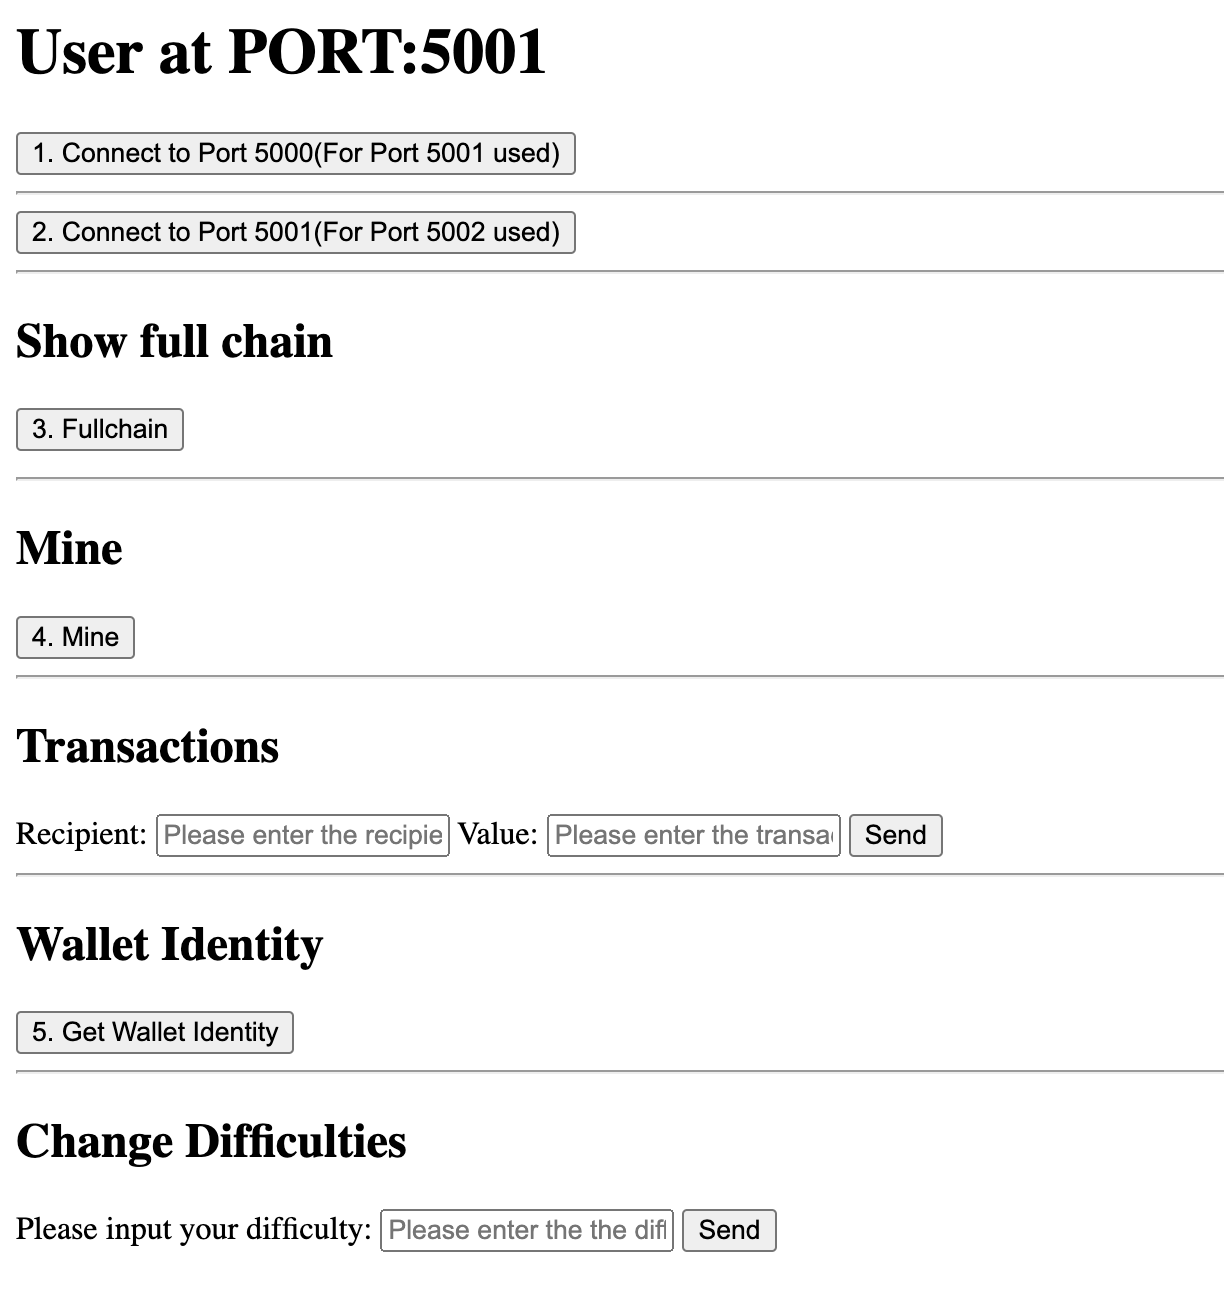 User at PORT:5001
1. Connect to Port 5000(For Port 5001 used)
2. Connect to Port 5001(For Port 5002 used)
Show full chain
3. Fullchain
Mine
4. Mine
Transactions
Recipient: Please enter the recipie Value: Please enter the transa Send
Wallet Identity
5. Get Wallet Identity
Change Difficulties
Please input your difficulty: Please enter the the diff Send